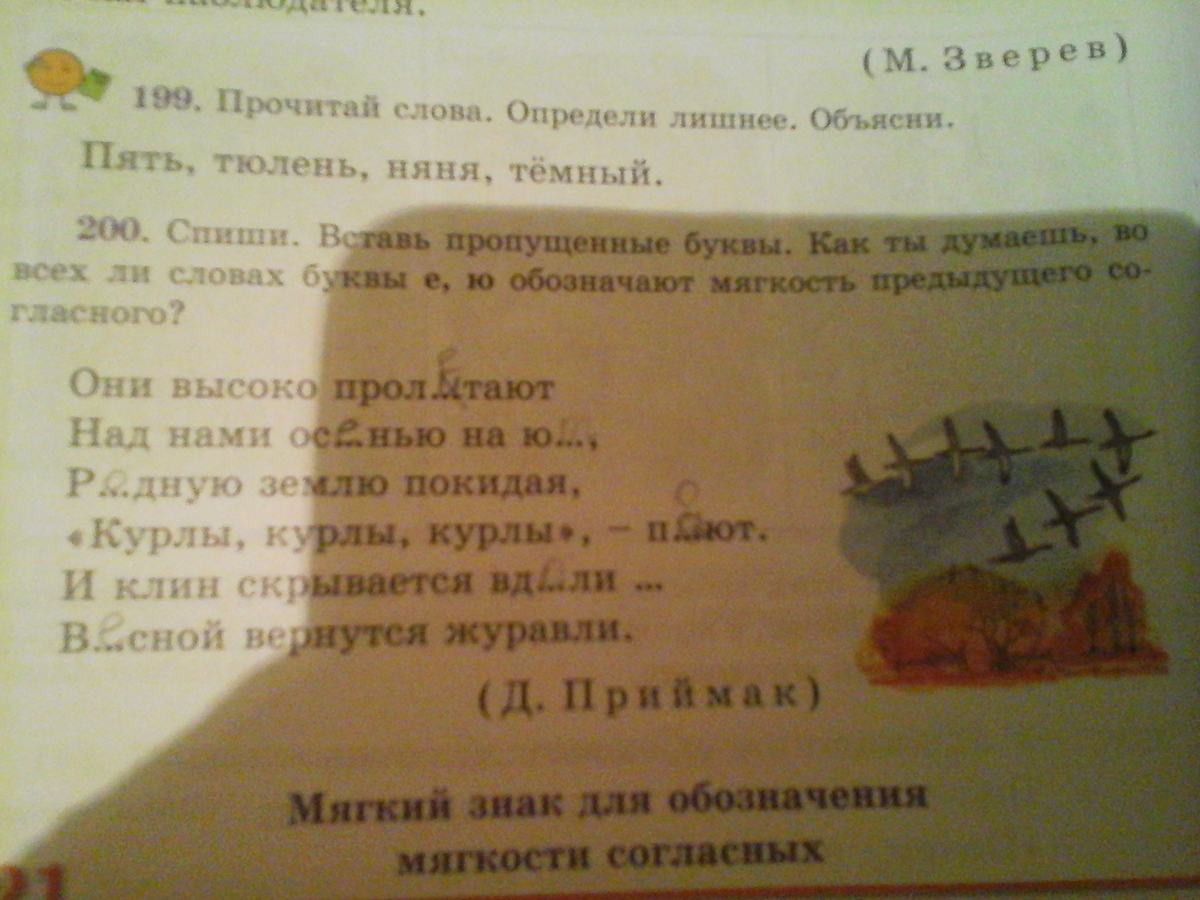 наблюдателя.
(М. Зверев)
199. Прочитай слова. Определи лишнее. Объясни.
Пять, тюлень, няня, тёмный.
200. Спиши. Вставь пропущенные буквы. Как ты думаешь, во
всех ли словах буквы е, ю обозначают мягкость предыдущего со-
гласного?
Они высоко прол...тают
Над нами ос...нью на ю...,
Р...дную землю покидая,
«Курлы, курлы, курлы», – п...ют.
И клин скрывается вд...ли ...
В...сной вернутся журавли.
(Д. Приймак)
Мягкий знак для обозначения
мягкости согласных
21